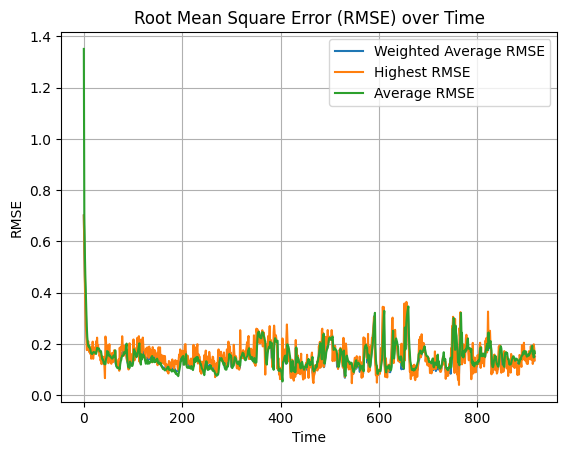 Root Mean Square Error (RMSE) over Time
Weighted Average RMSE
Highest RMSE
Average RMSE
RMSE
1.4
1.2
1.0
0.8
0.6
0.4
0.2
0.0
0 200 400 600 800
Time